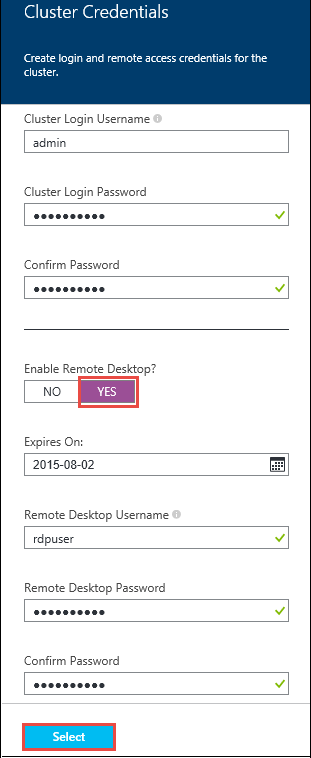 Cluster Credentials
Create login and remote access credentials for the
cluster.
Cluster Login Username
admin
Cluster Login Password
●●●●●●●●●●
Confirm Password
●●●●●●●●●●
Enable Remote Desktop?
NO YES
Expires On:
2015-08-02
Remote Desktop Username
rdpuser
Remote Desktop Password
●●●●●●●●●●
Confirm Password
●●●●●●●●●●
Select